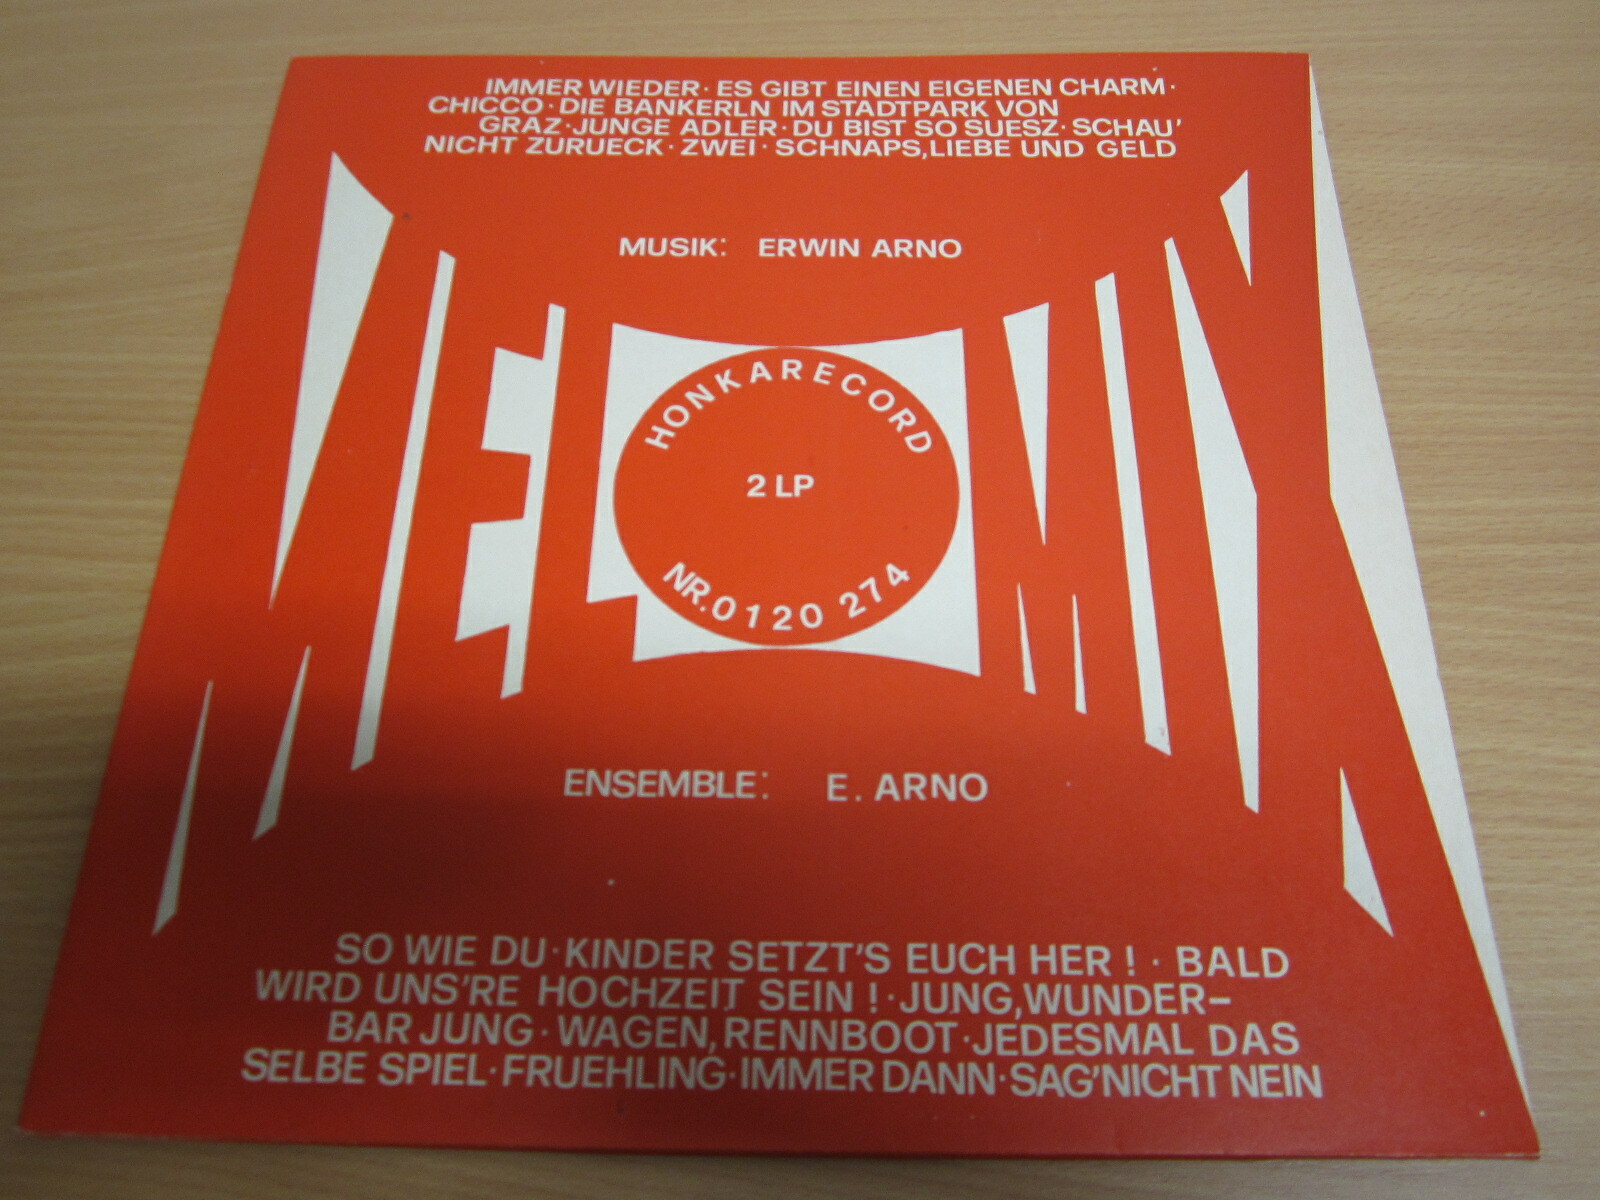 IMMER WIEDER · ES GIBT EINEN EIGENEN CHARM ·
CHICCO · DIE BANKERLN IM STADTPARK VON
GRAZ · JUNGE ADLER · DU BIST SO SUESZ · SCHAU'
NICHT ZURUECK · ZWEI · SCHNAPS, LIEBE UND GELD
MUSIK: ERWIN ARNO
MELOMIX
HONKARECORD
2 LP
NR. 0120 274
ENSEMBLE: E. ARNO
SO WIE DU · KINDER SETZT'S EUCH HER ! · BALD
WIRD UNS'RE HOCHZEIT SEIN ! · JUNG, WUNDER-
BAR JUNG · WAGEN, RENNBOOT · JEDESMAL DAS
SELBE SPIEL · FRUEHLING · IMMER DANN · SAG' NICHT NEIN